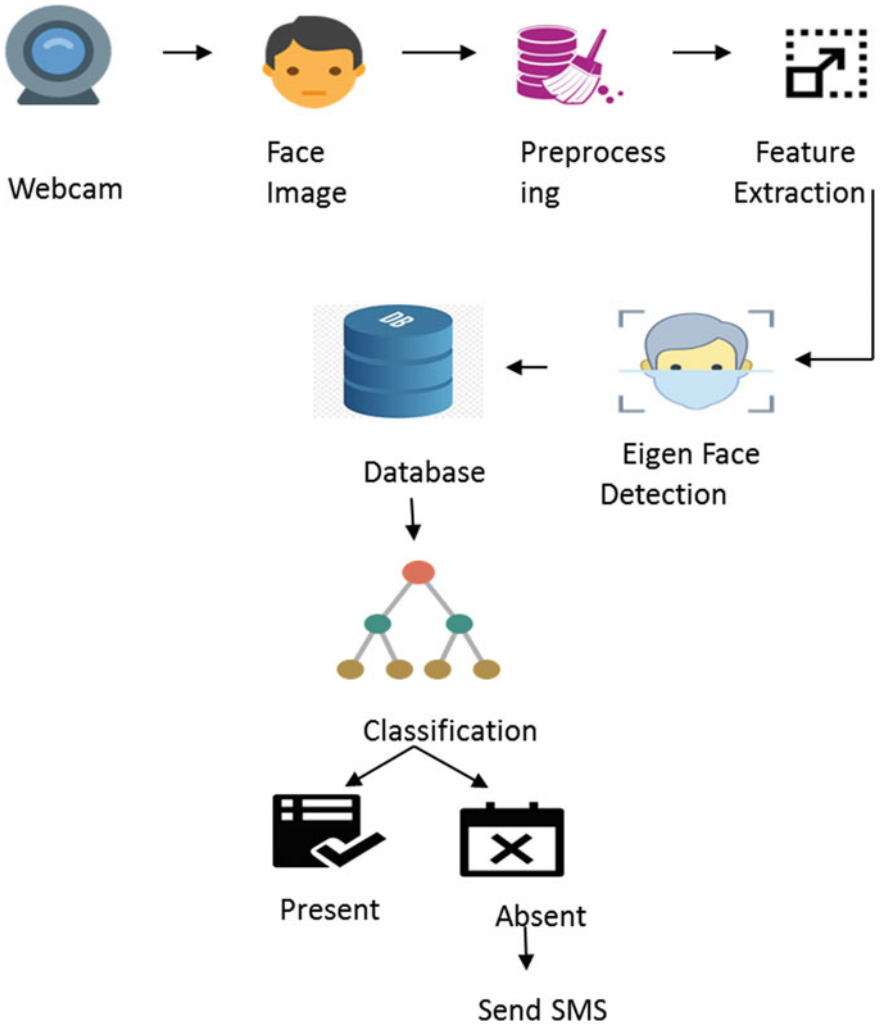 Webcam
Face
Image
Preprocess
ing
Feature
Extraction
DB
Database
Eigen Face
Detection
Classification
Present
Absent
Send SMS